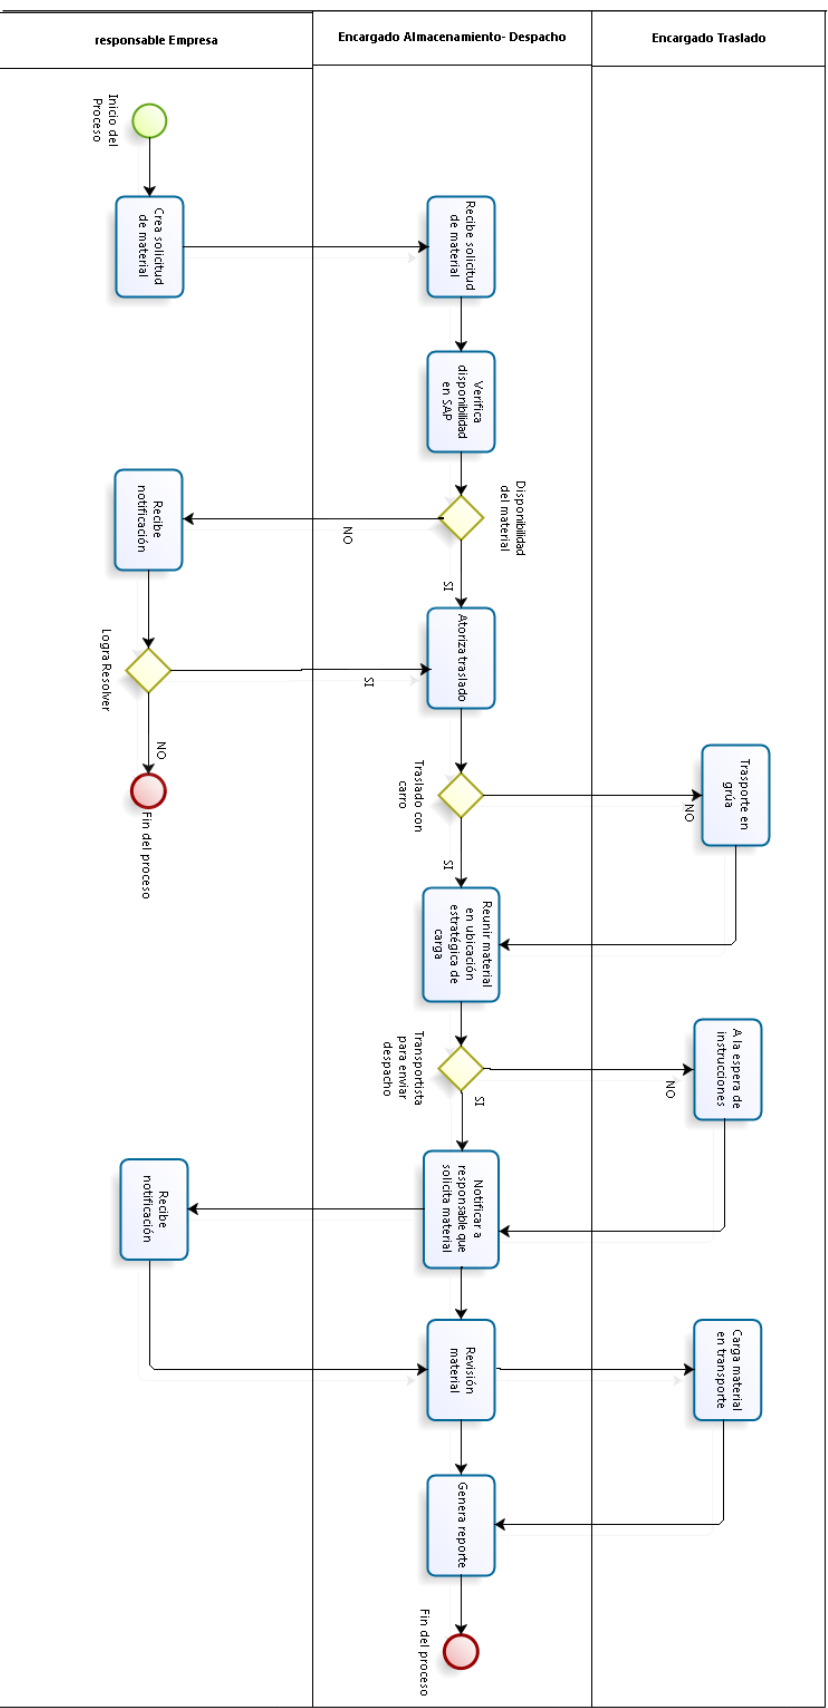 responsable Empresa
Encargado Almacenamiento- Despacho
Encargado Traslado
Inicio del
Proceso
Crea solicitud
de material
Recibe solicitud
de material
Verifica
disponibilidad
en SAP
Disponibilidad
del material
NO
SI
Recibe
notificación
Logra Resolver
SI
NO
Fin del proceso
Atoriza traslado
Traslado con
carro
NO
SI
Trasporte en
grúa
Reunir material
en ubicación
estratégica de
carga
Transportista
para enviar
despacho
NO
SI
A la espera de
instrucciones
Notificar a
responsable que
solicita material
Recibe
notificación
Revisión
material
Carga material
en transporte
Genera reporte
Fin del proceso